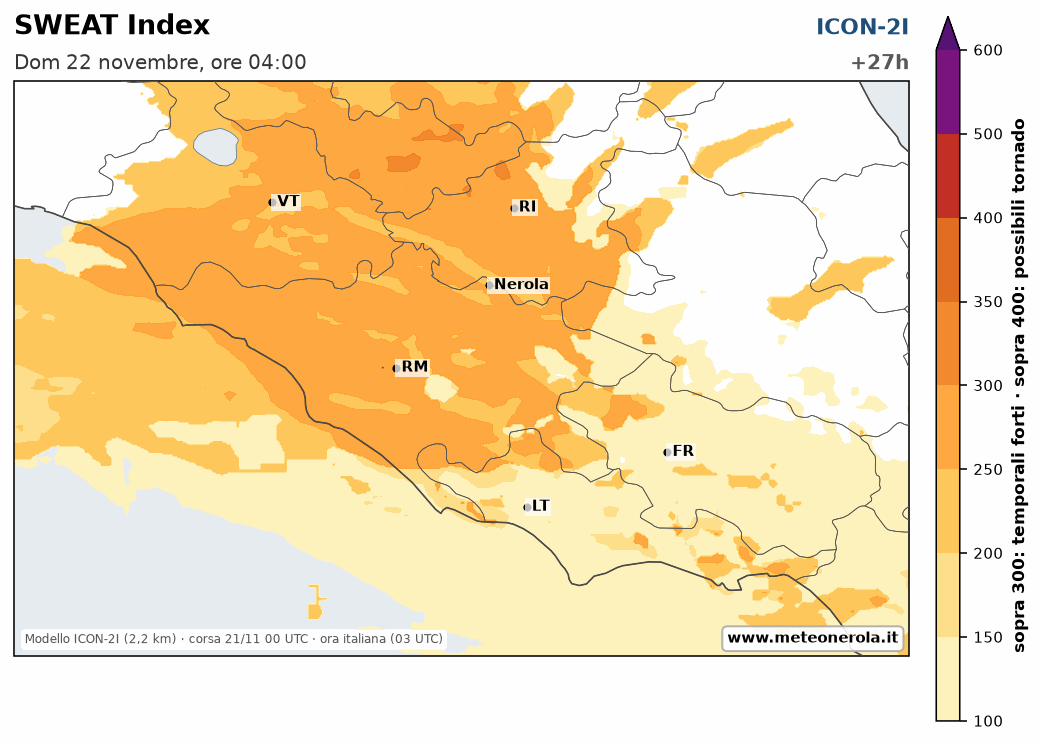 SWEAT Index
ICON-2I
Dom 22 novembre, ore 04:00
+27h
VT
RI
Nerola
RM
FR
LT
Modello ICON-2I (2,2 km) · corsa 21/11 00 UTC · ora italiana (03 UTC)
www.meteonerola.it
600
500
400
350
300
250
200
150
100
sopra 300: temporali forti · sopra 400: possibili tornado